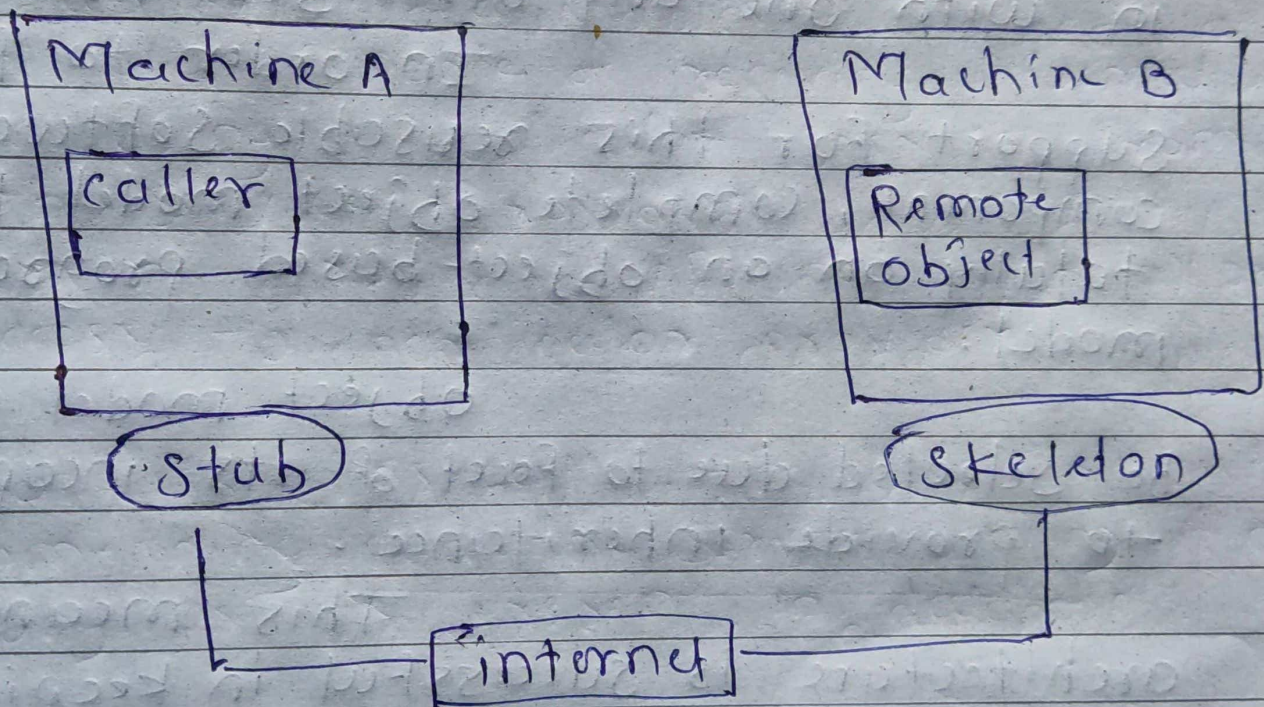 Machine A
Machine B
caller
Remote
object
stub
skeleton
internet